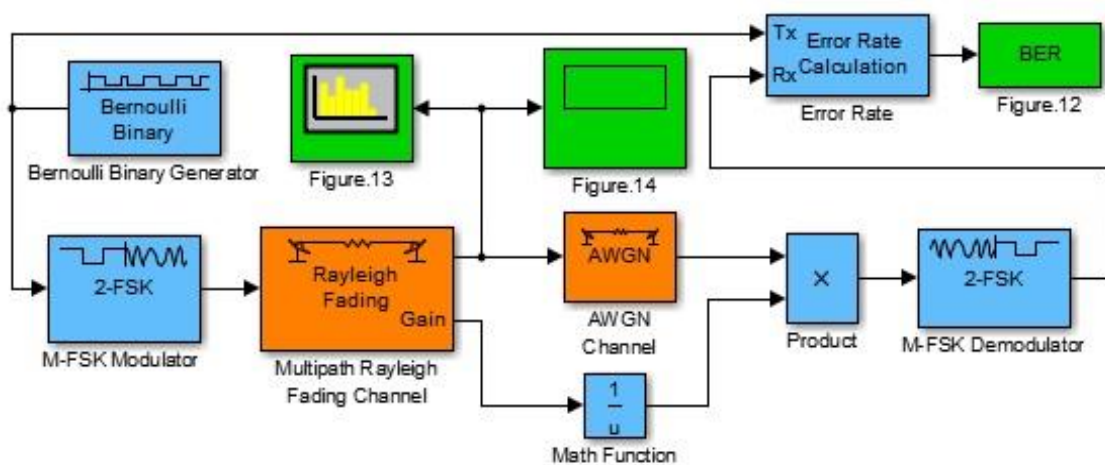 Tx
Rx
Error Rate
Calculation
Error Rate
BER
Figure.12
Bernoulli
Binary
Bernoulli Binary Generator
Figure.13
Figure.14
2-FSK
M-FSK Modulator
Rayleigh
Fading
Gain
Multipath Rayleigh
Fading Channel
AWGN
AWGN
Channel
X
Product
2-FSK
M-FSK Demodulator
1
u
Math Function